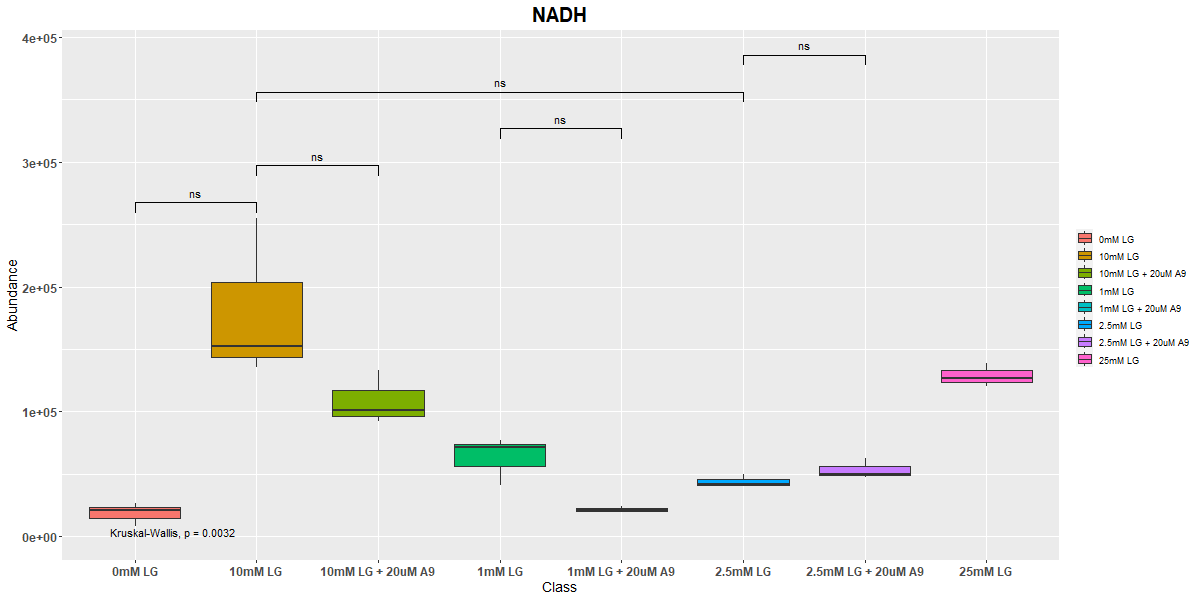 NADH
4e+05
3e+05
2e+05
1e+05
0e+00
Abundance
ns
ns
ns
ns
ns
Kruskal-Wallis, p = 0.0032
0mM LG
10mM LG
10mM LG + 20uM A9
1mM LG
1mM LG + 20uM A9
2.5mM LG
2.5mM LG + 20uM A9
25mM LG
Class
0mM LG
10mM LG
10mM LG + 20uM A9
1mM LG
1mM LG + 20uM A9
2.5mM LG
2.5mM LG + 20uM A9
25mM LG